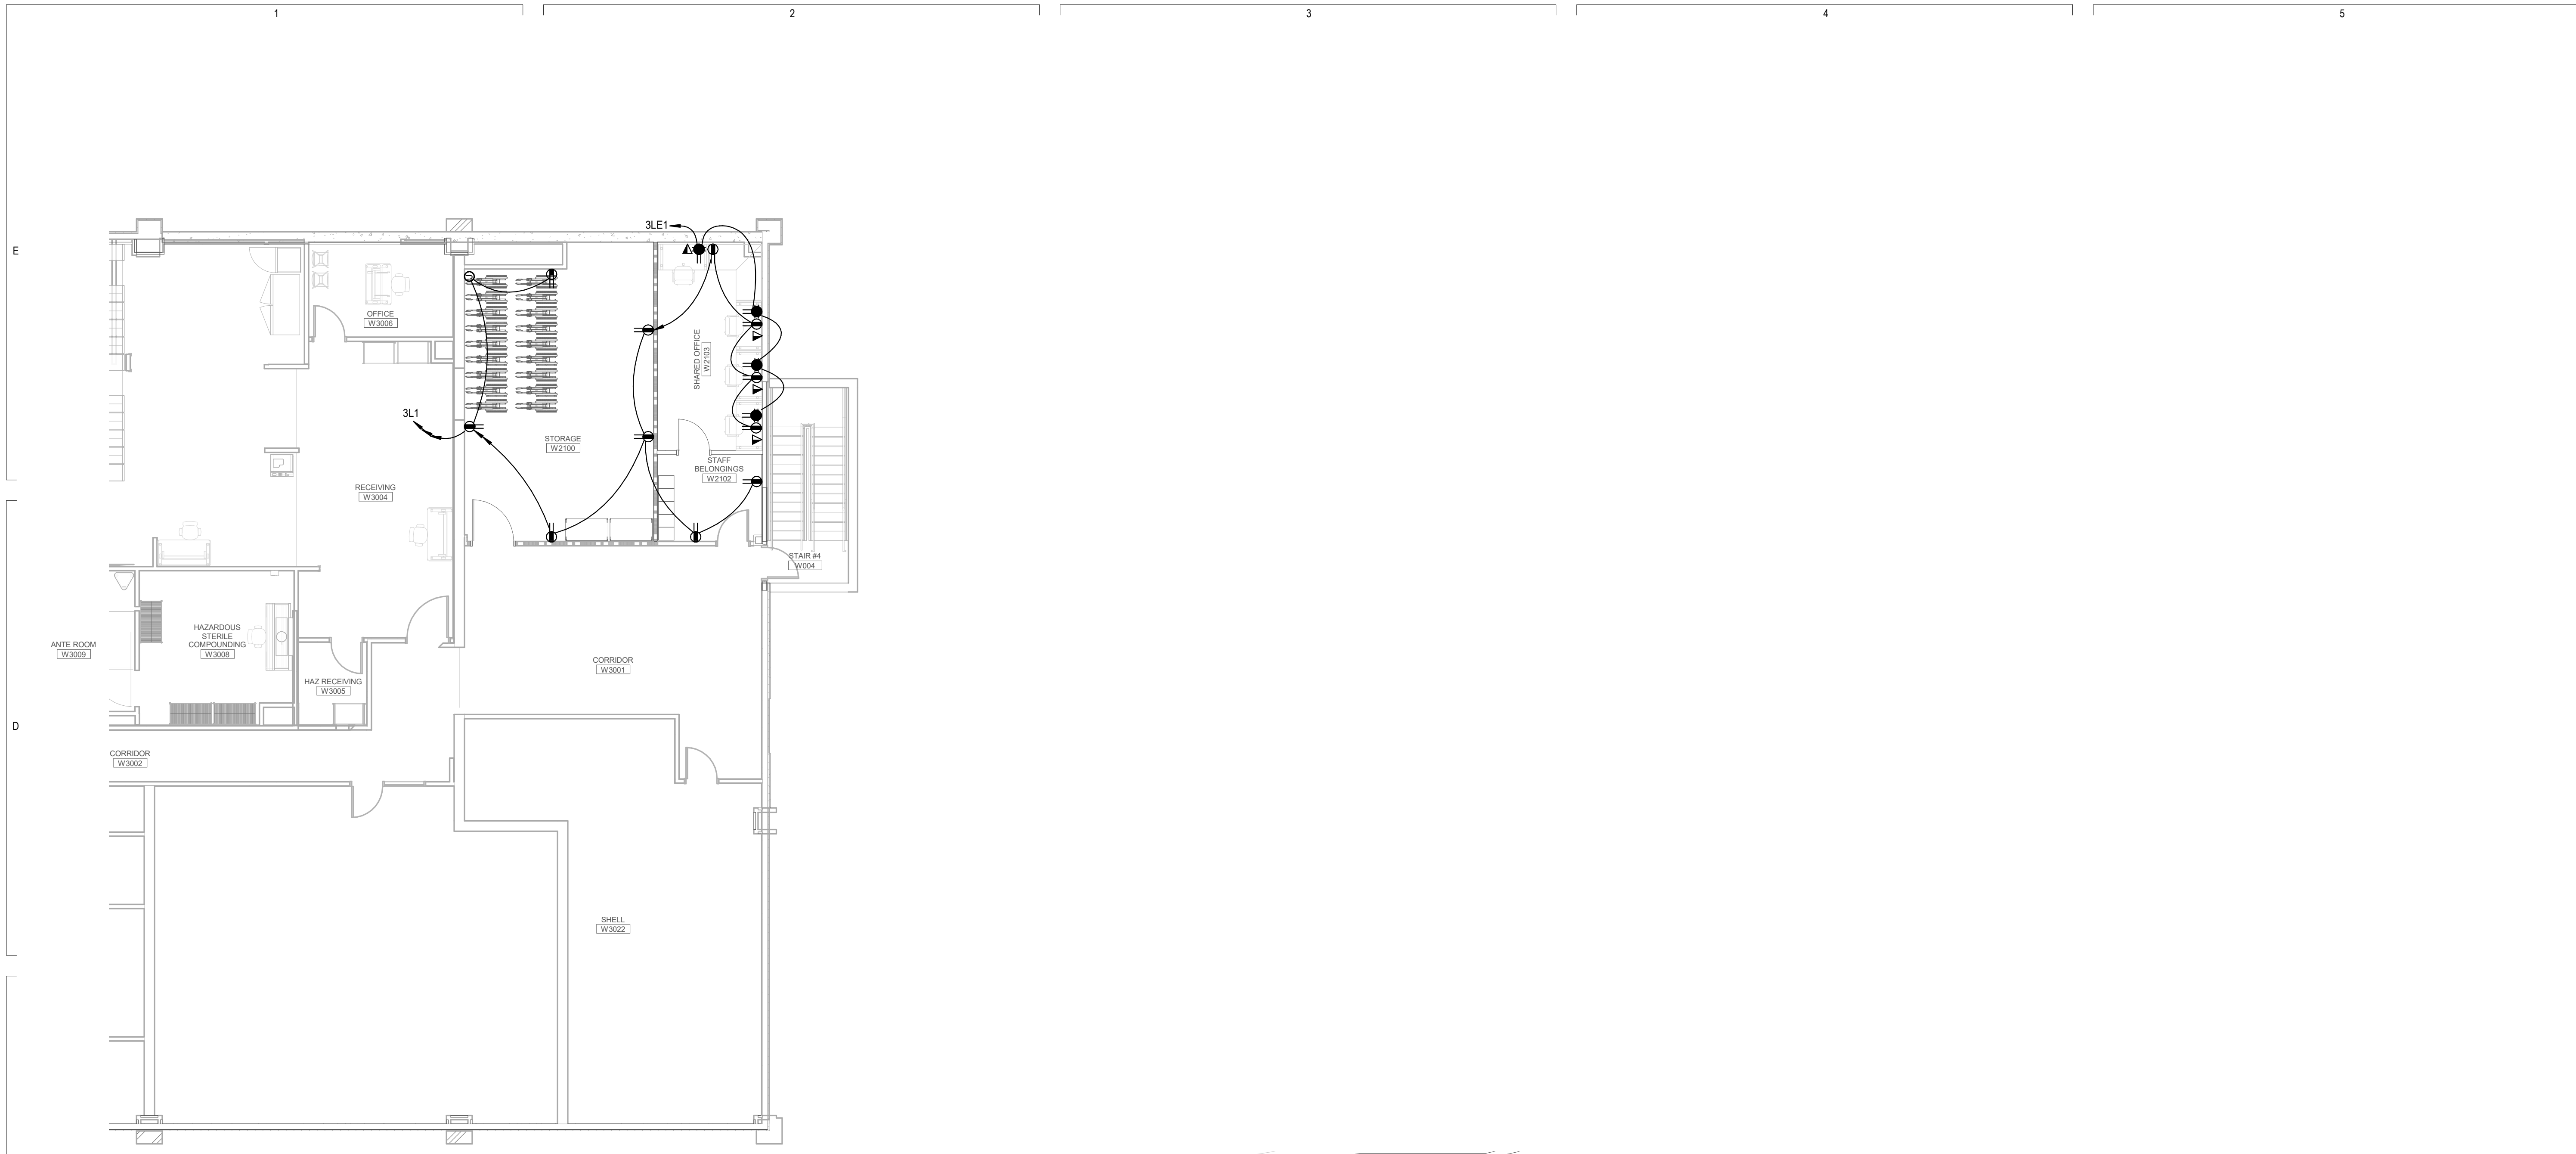 1
2
3
4
5
E
D
3LE1
OFFICE
W3006
SHARED OFFICE
W2103
3L1
STORAGE
W2100
STAFF
BELONGINGS
W2102
RECEIVING
W3004
STAIR #4
W004
HAZARDOUS
STERILE
COMPOUNDING
W3008
ANTE ROOM
W3009
CORRIDOR
W3001
HAZ RECEIVING
W3005
CORRIDOR
W3002
SHELL
W3022